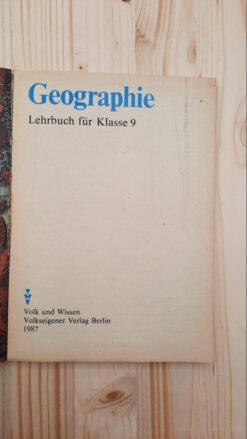 Geographie
Lehrbuch für Klasse 9
Volk und Wissen
Volkseigener Verlag Berlin
1987